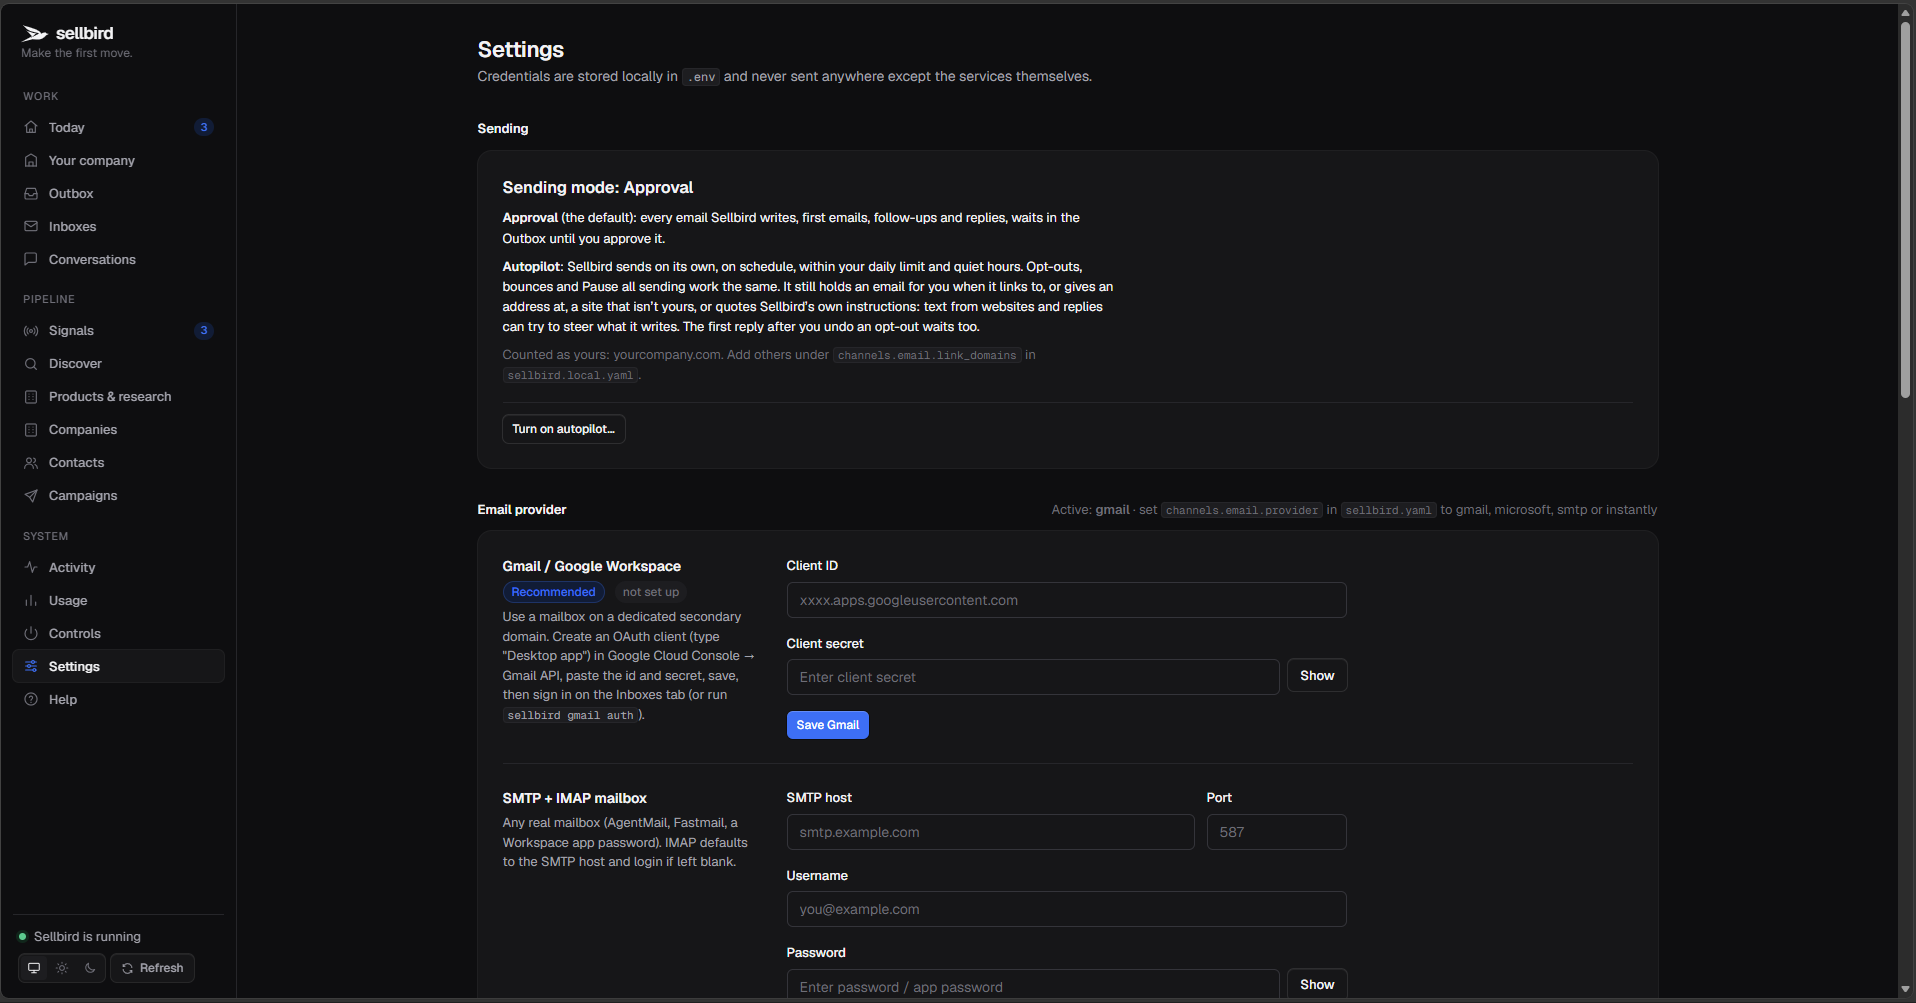 sellbird
Make the first move.
WORK
Today 3
Your company
Outbox
Inboxes
Conversations
PIPELINE
Signals 3
Discover
Products & research
Companies
Contacts
Campaigns
SYSTEM
Activity
Usage
Controls
Settings
Help
Sellbird is running
Refresh
Settings
Credentials are stored locally in .env and never sent anywhere except the services themselves.
Sending
Sending mode: Approval
Approval (the default): every email Sellbird writes, first emails, follow-ups and replies, waits in the
Outbox until you approve it.
Autopilot: Sellbird sends on its own, on schedule, within your daily limit and quiet hours. Opt-outs,
bounces and Pause all sending work the same. It still holds an email for you when it links to, or gives an
address at, a site that isn't yours, or quotes Sellbird's own instructions: text from websites and replies
can try to steer what it writes. The first reply after you undo an opt-out waits too.
Counted as yours: yourcompany.com. Add others under channels.email.link_domains in
sellbird.local.yaml.
Turn on autopilot...
Email provider
Active: gmail · set channels.email.provider in sellbird.yaml to gmail, microsoft, smtp or instantly
Gmail / Google Workspace
Recommended not set up
Use a mailbox on a dedicated secondary
domain. Create an OAuth client (type
"Desktop app") in Google Cloud Console →
Gmail API, paste the id and secret, save,
then sign in on the Inboxes tab (or run
sellbird gmail auth).
Client ID
xxxx.apps.googleusercontent.com
Client secret
Enter client secret
Show
Save Gmail
SMTP + IMAP mailbox
Any real mailbox (AgentMail, Fastmail, a
Workspace app password). IMAP defaults
to the SMTP host and login if left blank.
SMTP host
smtp.example.com
Port
587
Username
you@example.com
Password
Enter password / app password
Show